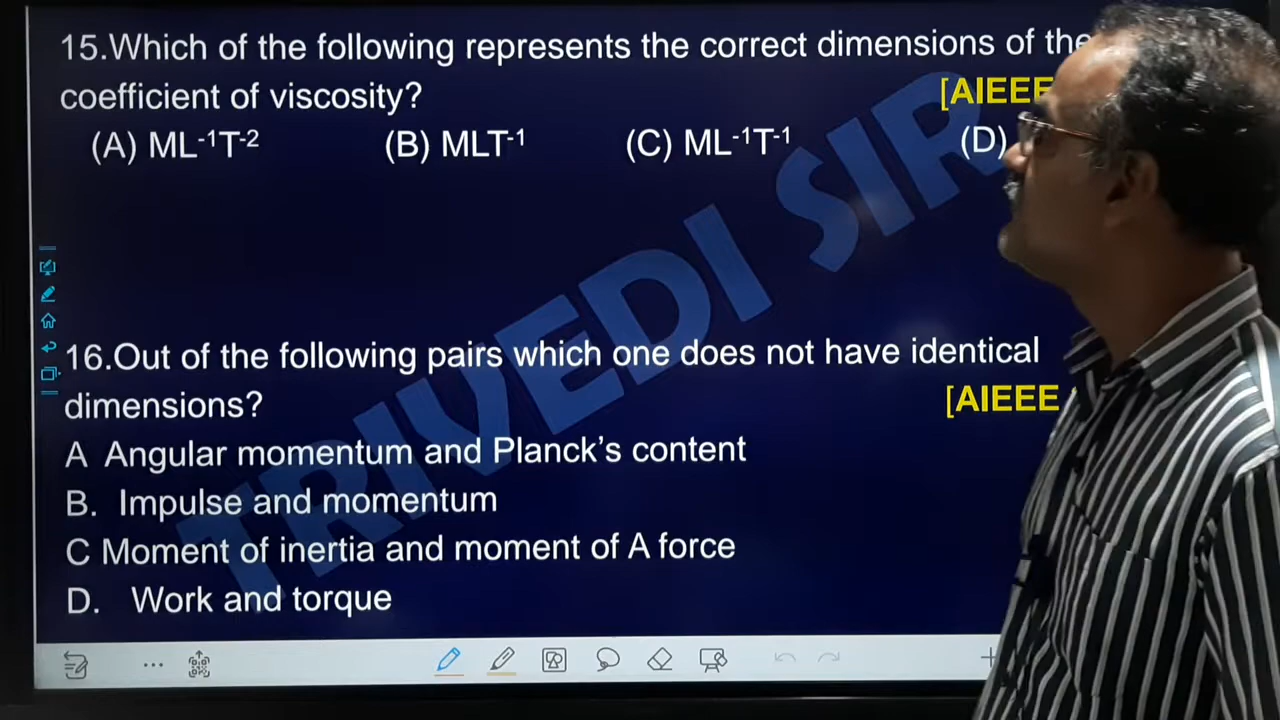 15.Which of the following represents the correct dimensions of the
coefficient of viscosity? [AIEEE
(A) ML⁻¹T⁻² (B) MLT⁻¹ (C) ML⁻¹T⁻¹ (D)
TRIVEDI SIR
16.Out of the following pairs which one does not have identical
dimensions? [AIEEE
A Angular momentum and Planck's content
B. Impulse and momentum
C Moment of inertia and moment of A force
D. Work and torque